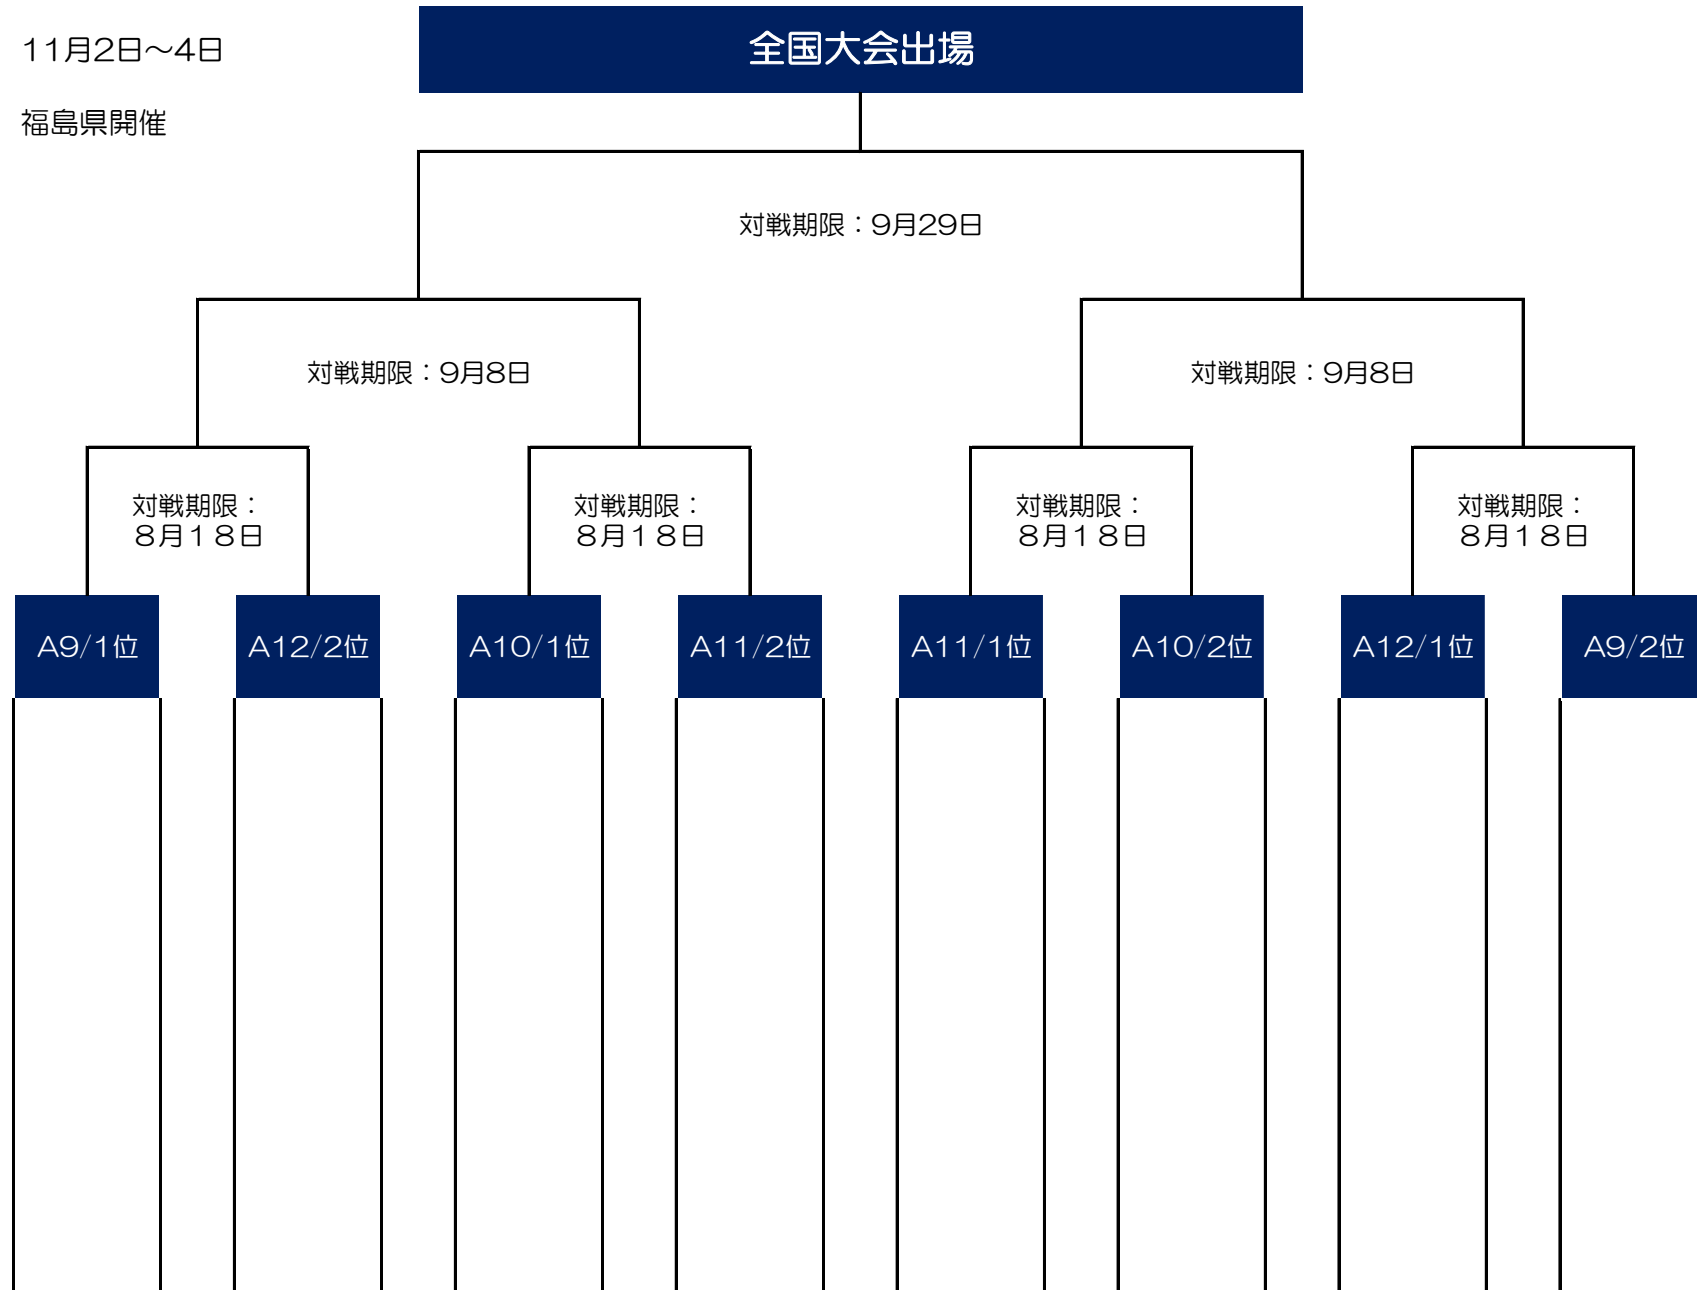 11月2日～4日
全国大会出場
福島県開催
対戦期限：9月29日
対戦期限：9月8日
対戦期限：9月8日
対戦期限：
８月１８日
対戦期限：
８月１８日
対戦期限：
８月１８日
対戦期限：
８月１８日
A9/1位
A12/2位
A10/1位
A11/2位
A11/1位
A10/2位
A12/1位
A9/2位